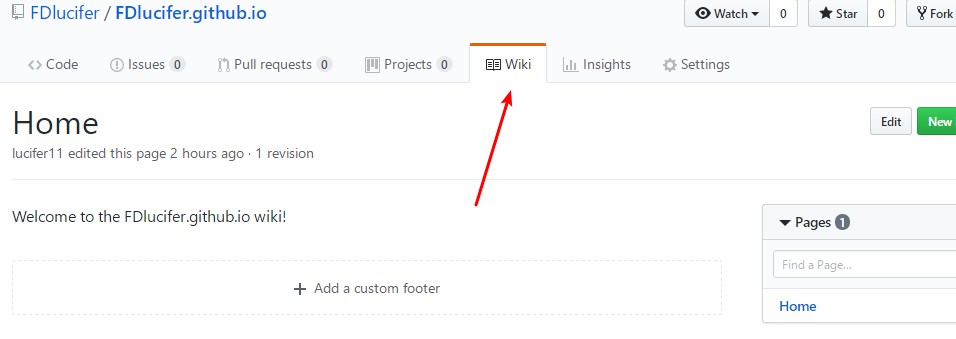 FDlucifer / FDlucifer.github.io
Watch 0 Star 0 Fork
Code Issues 0 Pull requests 0 Projects 0 Wiki Insights Settings
Home
Edit New
lucifer11 edited this page 2 hours ago · 1 revision
Welcome to the FDlucifer.github.io wiki!
Pages 1
Find a Page...
Add a custom footer
Home